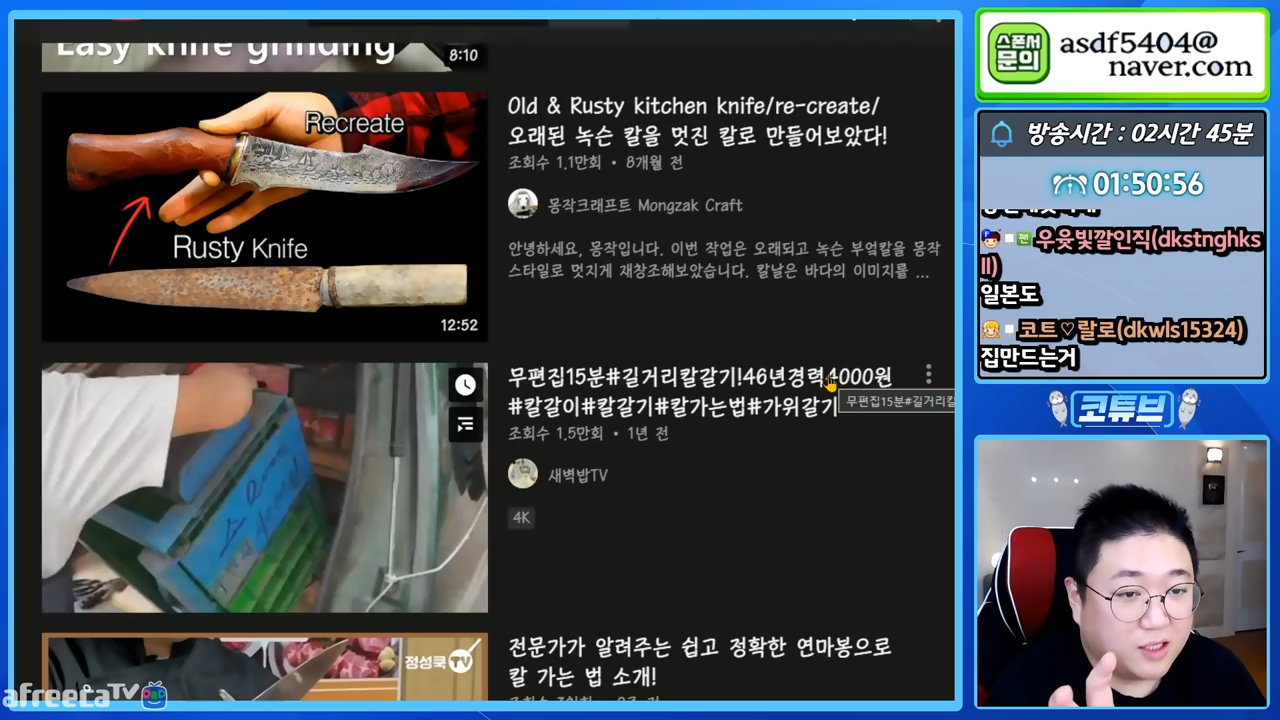 Easy knife grinding
8:10
Recreate
Rusty Knife
12:52
Old & Rusty kitchen knife/re-create/
오래된 녹슨 칼을 멋진 칼로 만들어보았다!
조회수 1.1만회 • 8개월 전
몽작크래프트 Mongzak Craft
안녕하세요, 몽작입니다. 이번 작업은 오래되고 녹슨 부엌칼을 몽작
스타일로 멋지게 재창조해보았습니다. 칼날은 바다의 이미지를 ...
무편집15분#길거리칼갈기!46년경력4000원
#칼갈이#칼갈기#칼가는법#가위갈기
무편집15분#길거리칼
조회수 1.5만회 • 1년 전
새벽밥TV
4K
정성쿡TV
전문가가 알려주는 쉽고 정확한 연마봉으로
칼 가는 법 소개!
afreecaTV
스폰서
문의
asdf5404@
naver.com
방송시간 : 02시간 45분
01:50:56
팬 우윳빛깔인직(dkstnghks
ll)
일본도
코트♡랄로(dkwls15324)
집만드는거
코튜브